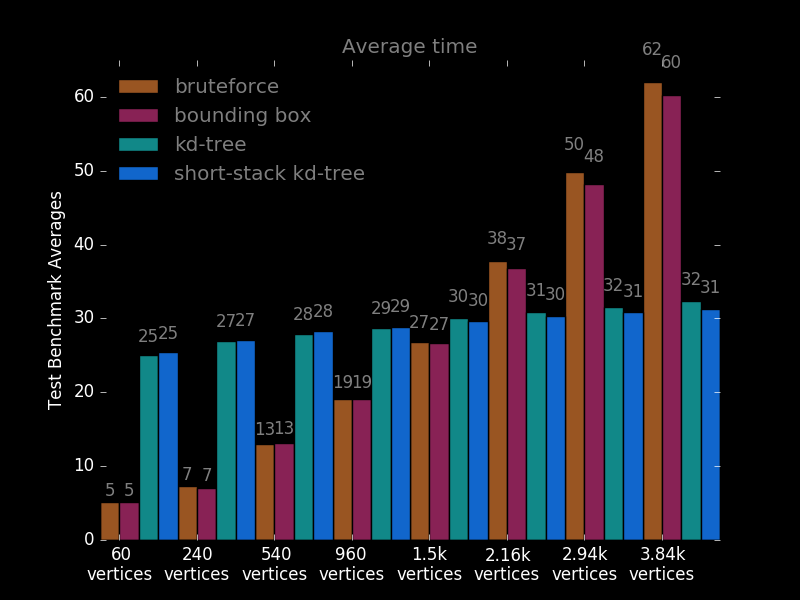 Average time
bruteforce
bounding box
kd-tree
short-stack kd-tree
Test Benchmark Averages
60
50
40
30
20
10
0
5 5 25 25
7 7 27 27
13 13 28 28
19 19 29 29
27 27 30 30
38 37 31 30
50 48 32 31
62 60 32 31
60 240 540 960 1.5k 2.16k 2.94k 3.84k
vertices vertices vertices vertices vertices vertices vertices vertices